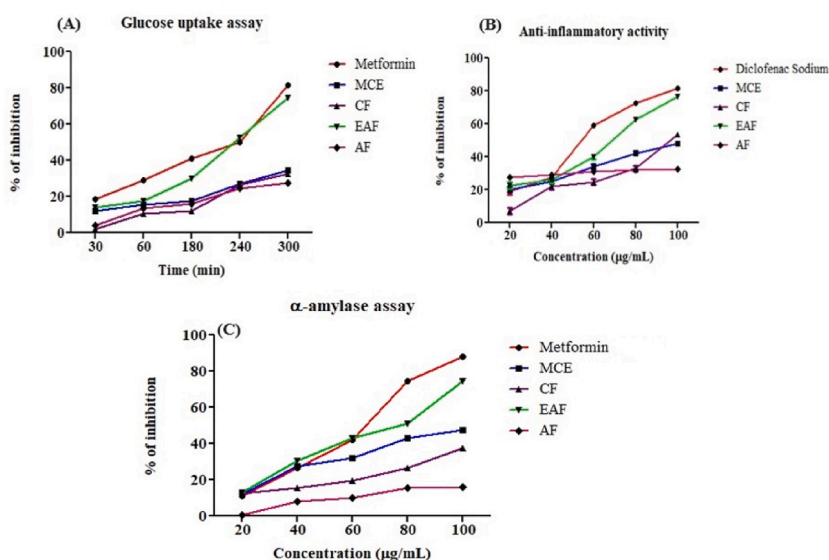 (A)
Glucose uptake assay
100
80
60
40
20
0
% of inhibition
30 60 180 240 300
Time (min)
Metformin
MCE
CF
EAF
AF
(B)
Anti-inflammatory activity
100
80
60
40
20
0
% of inhibition
20 40 60 80 100
Concentration (µg/mL)
Diclofenac Sodium
MCE
CF
EAF
AF
α-amylase assay
(C)
100
80
60
40
20
0
% of inhibition
20 40 60 80 100
Concentration (µg/mL)
Metformin
MCE
CF
EAF
AF